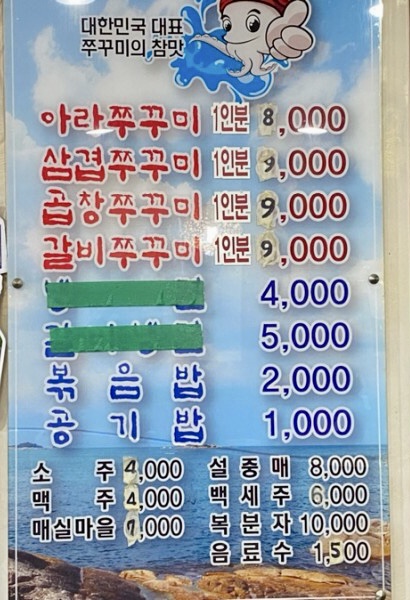 대한민국 대표
쭈꾸미의 참맛
아라쭈꾸미 1인분 8,000
삼겹쭈꾸미 1인분 9,000
곱창쭈꾸미 1인분 9,000
갈비쭈꾸미 1인분 9,000
4,000
5,000
볶음밥 2,000
공기밥 1,000
소주 4,000 설중매 8,000
맥주 4,000 백세주 6,000
매실마을 7,000 복분자 10,000
음료수 1,500